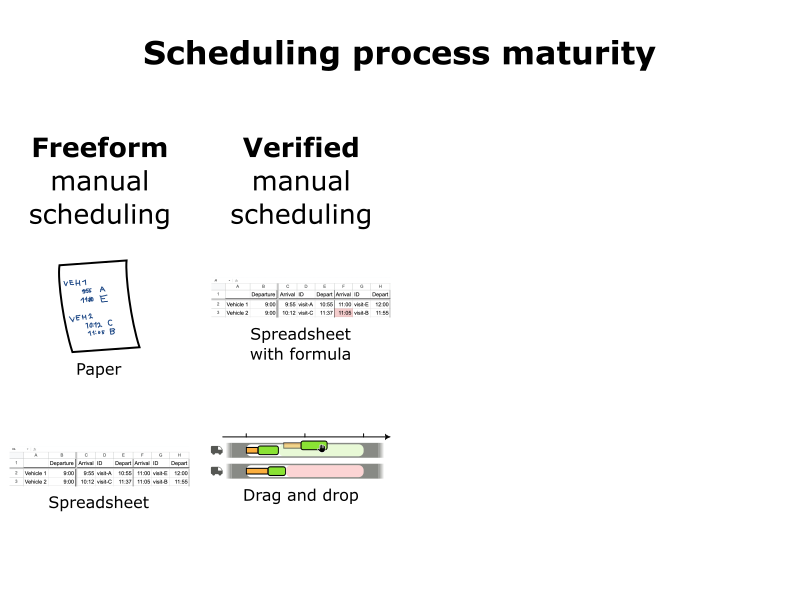 Scheduling process maturity
Freeform
manual
scheduling
Verified
manual
scheduling
VEH1
955 A
1100 E
VEH2
10:12 C
11:05 B
Paper
A B C D E F G H
1 Departure Arrival ID Depart Arrival ID Depart
2 Vehicle 1 9:00 9:55 visit-A 10:55 11:00 visit-E 12:00
3 Vehicle 2 9:00 10:12 visit-C 11:37 11:05 visit-B 11:55
Spreadsheet
with formula
A B C D E F G H
1 Departure Arrival ID Depart Arrival ID Depart
2 Vehicle 1 9:00 9:55 visit-A 10:55 11:00 visit-E 12:00
3 Vehicle 2 9:00 10:12 visit-C 11:37 11:05 visit-B 11:55
Spreadsheet
Drag and drop